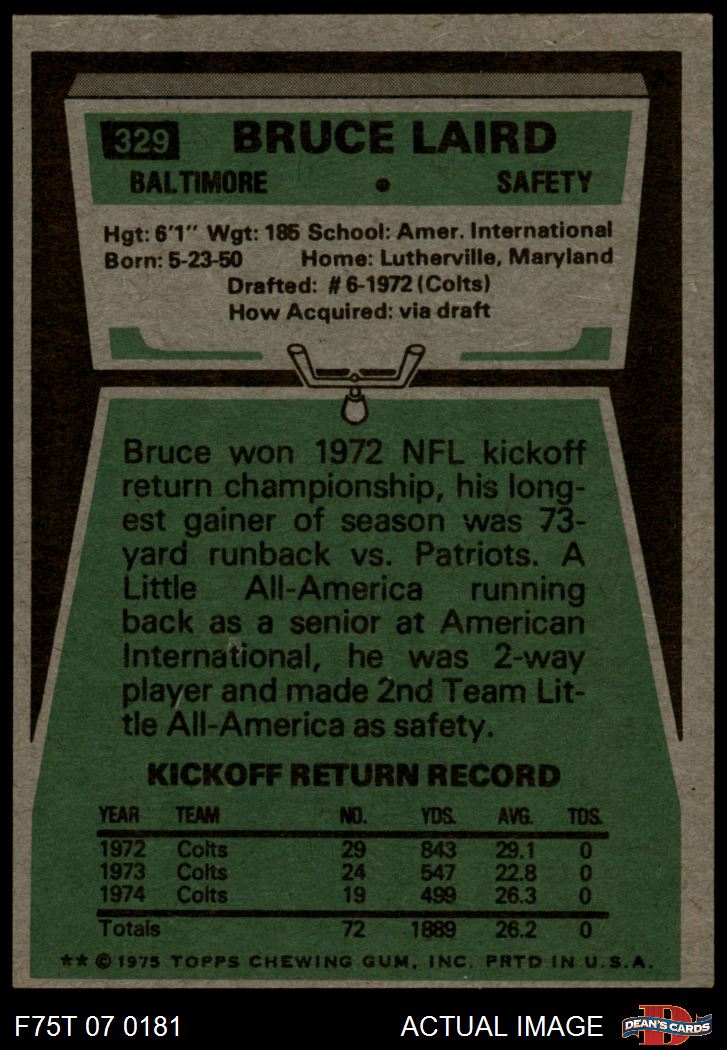 329 BRUCE LAIRD
BALTIMORE • SAFETY
Hgt: 6'1" Wgt: 185 School: Amer. International
Born: 5-23-50 Home: Lutherville, Maryland
Drafted: #6-1972 (Colts)
How Acquired: via draft
Bruce won 1972 NFL kickoff
return championship, his long-
est gainer of season was 73-
yard runback vs. Patriots. A
Little All-America running
back as a senior at American
International, he was 2-way
player and made 2nd Team Lit-
tle All-America as safety.
KICKOFF RETURN RECORD
YEAR TEAM NO. YDS. AVG. TDS.
1972 Colts 29 843 29.1 0
1973 Colts 24 547 22.8 0
1974 Colts 19 499 26.3 0
Totals 72 1889 26.2 0
** © 1975 TOPPS CHEWING GUM, INC. PRTD IN U.S.A.
F75T 07 0181 ACTUAL IMAGE D DEAN'S CARDS